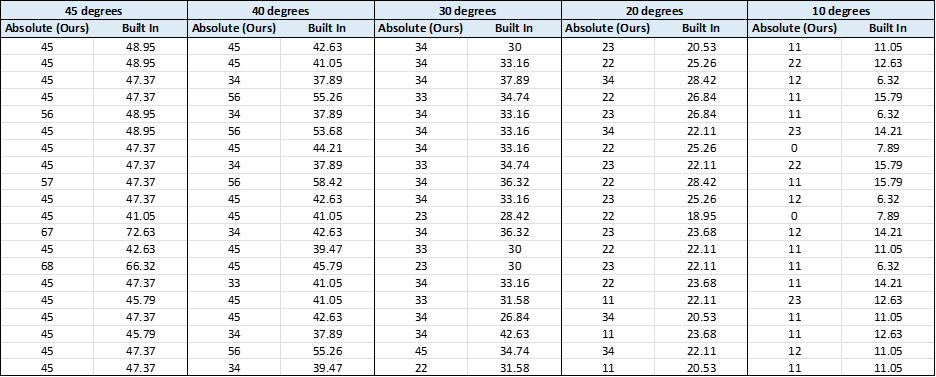 45 degrees 40 degrees 30 degrees 20 degrees 10 degrees
Absolute (Ours) Built In Absolute (Ours) Built In Absolute (Ours) Built In Absolute (Ours) Built In Absolute (Ours) Built In
45 48.95 45 42.63 34 30 23 20.53 11 11.05
45 48.95 45 41.05 34 33.16 22 25.26 22 12.63
45 47.37 34 37.89 34 37.89 34 28.42 12 6.32
45 47.37 56 55.26 33 34.74 22 26.84 11 15.79
56 48.95 34 37.89 34 33.16 23 26.84 11 6.32
45 48.95 56 53.68 34 33.16 34 22.11 23 14.21
45 47.37 45 44.21 34 33.16 22 25.26 0 7.89
45 47.37 34 37.89 33 34.74 23 22.11 22 15.79
57 47.37 56 58.42 34 36.32 22 28.42 11 15.79
45 47.37 45 42.63 34 33.16 23 25.26 12 6.32
45 41.05 45 41.05 23 28.42 22 18.95 0 7.89
67 72.63 34 42.63 34 36.32 23 23.68 12 14.21
45 42.63 45 39.47 33 30 22 22.11 11 11.05
68 66.32 45 45.79 23 30 23 22.11 11 6.32
45 47.37 33 41.05 34 33.16 22 23.68 11 14.21
45 45.79 45 41.05 33 31.58 11 22.11 23 12.63
45 47.37 45 42.63 34 26.84 34 20.53 11 11.05
45 45.79 34 37.89 34 42.63 11 23.68 11 12.63
45 47.37 56 55.26 45 34.74 34 22.11 12 11.05
45 47.37 34 39.47 22 31.58 11 20.53 11 11.05